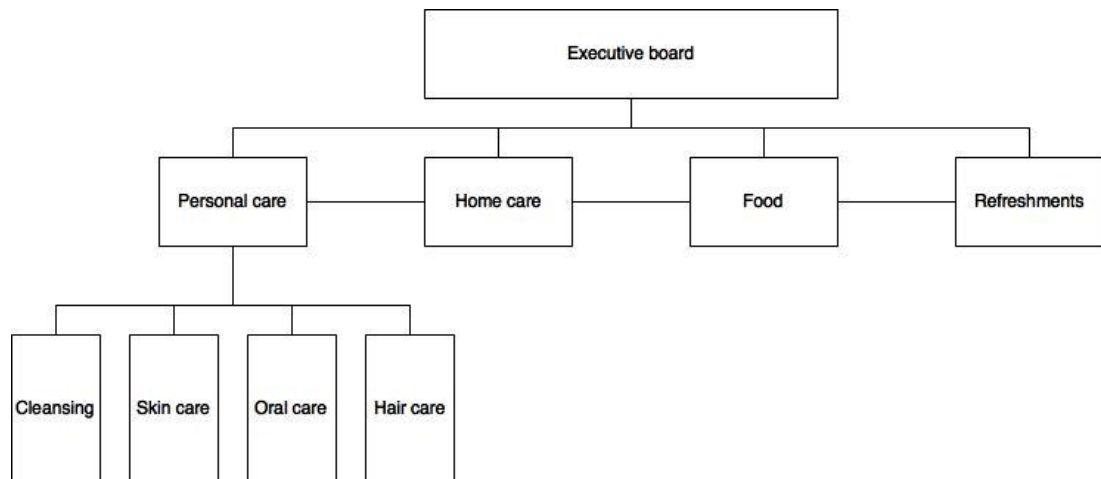 Executive board
Personal care
Home care
Food
Refreshments
Cleansing
Skin care
Oral care
Hair care